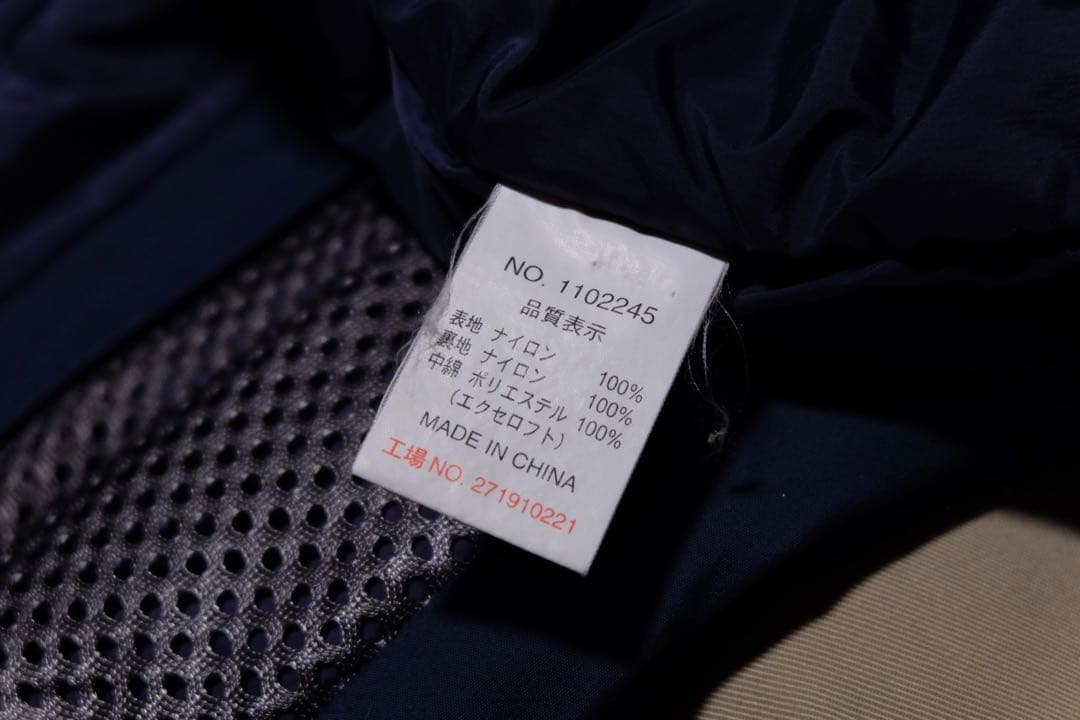 NO. 1102245
品質表示
表地 ナイロン 100%
裏地 ナイロン 100%
中綿 ポリエステル 100%
(エクセロフト)
MADE IN CHINA
工場NO. 271910221